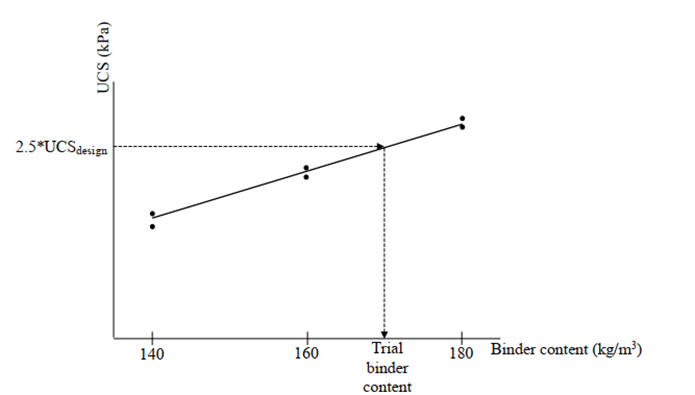 UCS (kPa)
2.5*UCSdesign
140
160
Trial
binder
content
180
Binder content (kg/m³)